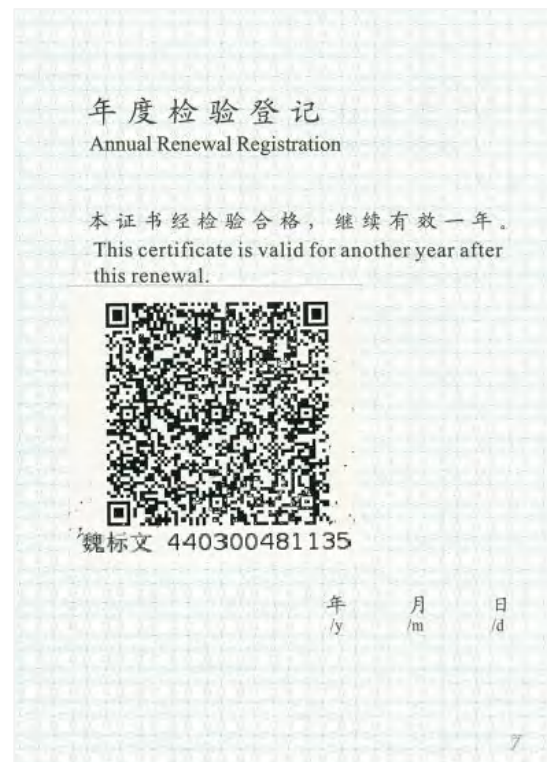 年度检验登记
Annual Renewal Registration
本证书经检验合格，继续有效一年。
This certificate is valid for another year after
this renewal.
魏标文 440300481135
年 月 日
/y /m /d
7